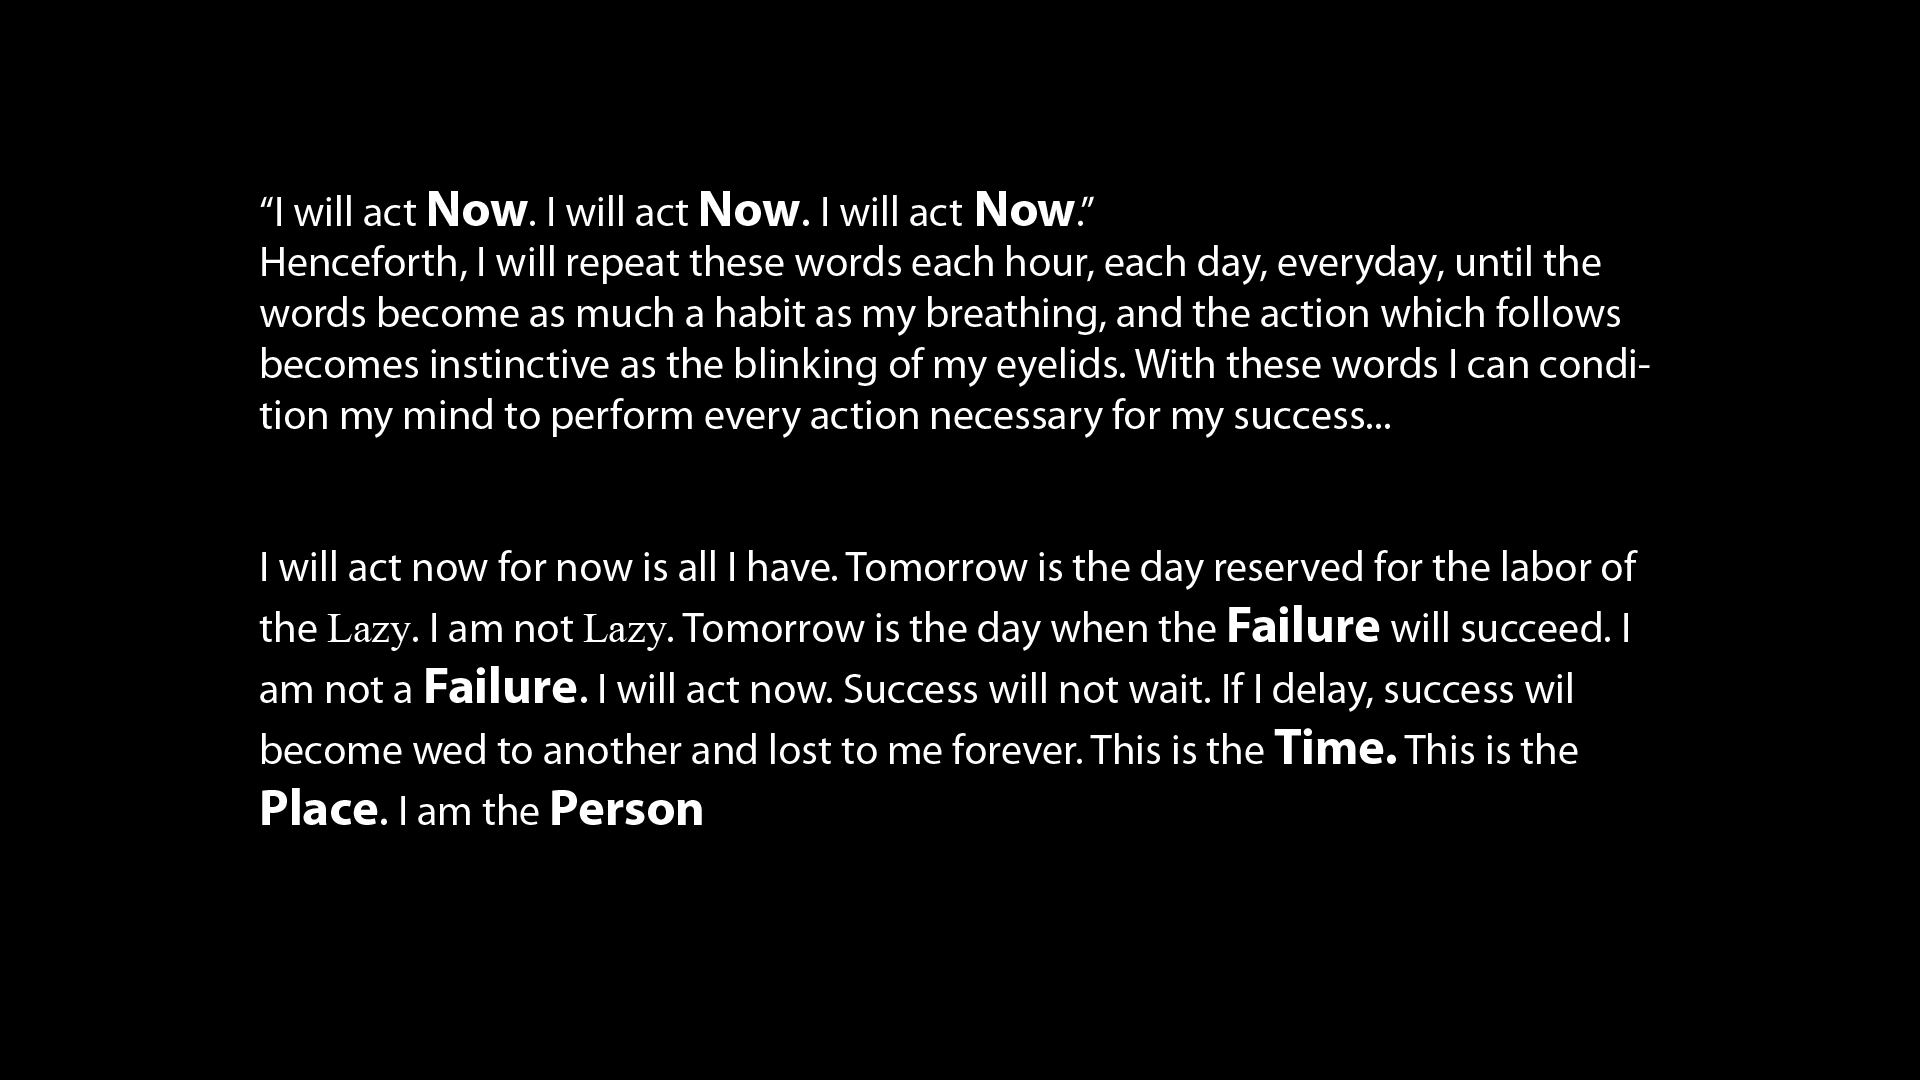 “I will act Now. I will act Now. I will act Now.”
Henceforth, I will repeat these words each hour, each day, everyday, until the
words become as much a habit as my breathing, and the action which follows
becomes instinctive as the blinking of my eyelids. With these words I can condi-
tion my mind to perform every action necessary for my success...
I will act now for now is all I have. Tomorrow is the day reserved for the labor of
the Lazy. I am not Lazy. Tomorrow is the day when the Failure will succeed. I
am not a Failure. I will act now. Success will not wait. If I delay, success wil
become wed to another and lost to me forever. This is the Time. This is the
Place. I am the Person